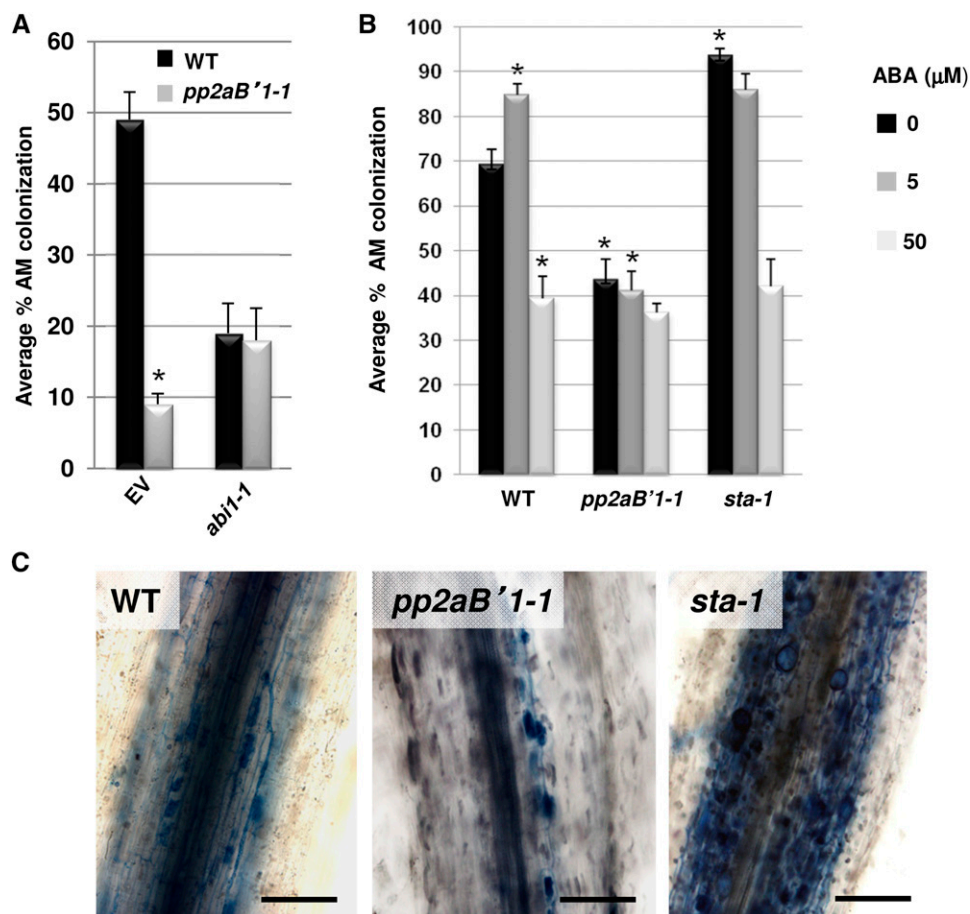 A
Average % AM colonization
60
50
40
30
20
10
0
WT
pp2aB'1-1
*
EV
abi1-1
B
Average % AM colonization
100
90
80
70
60
50
40
30
20
10
0
*
*
*
*
*
WT
pp2aB'1-1
sta-1
ABA (μM)
0
5
50
C
WT
pp2aB'1-1
sta-1